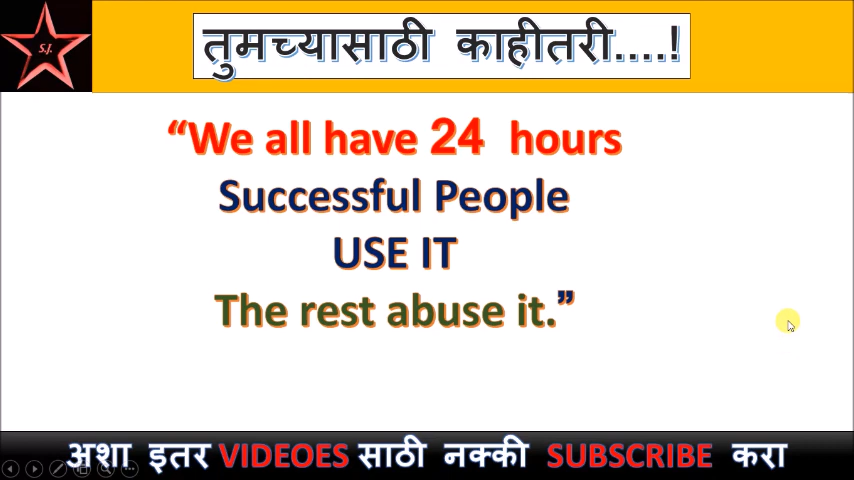 S.J.
तुमच्यासाठी काहीतरी....!
“We all have 24 hours
Successful People
USE IT
The rest abuse it.”
अशा इतर VIDEOES साठी नक्की SUBSCRIBE करा